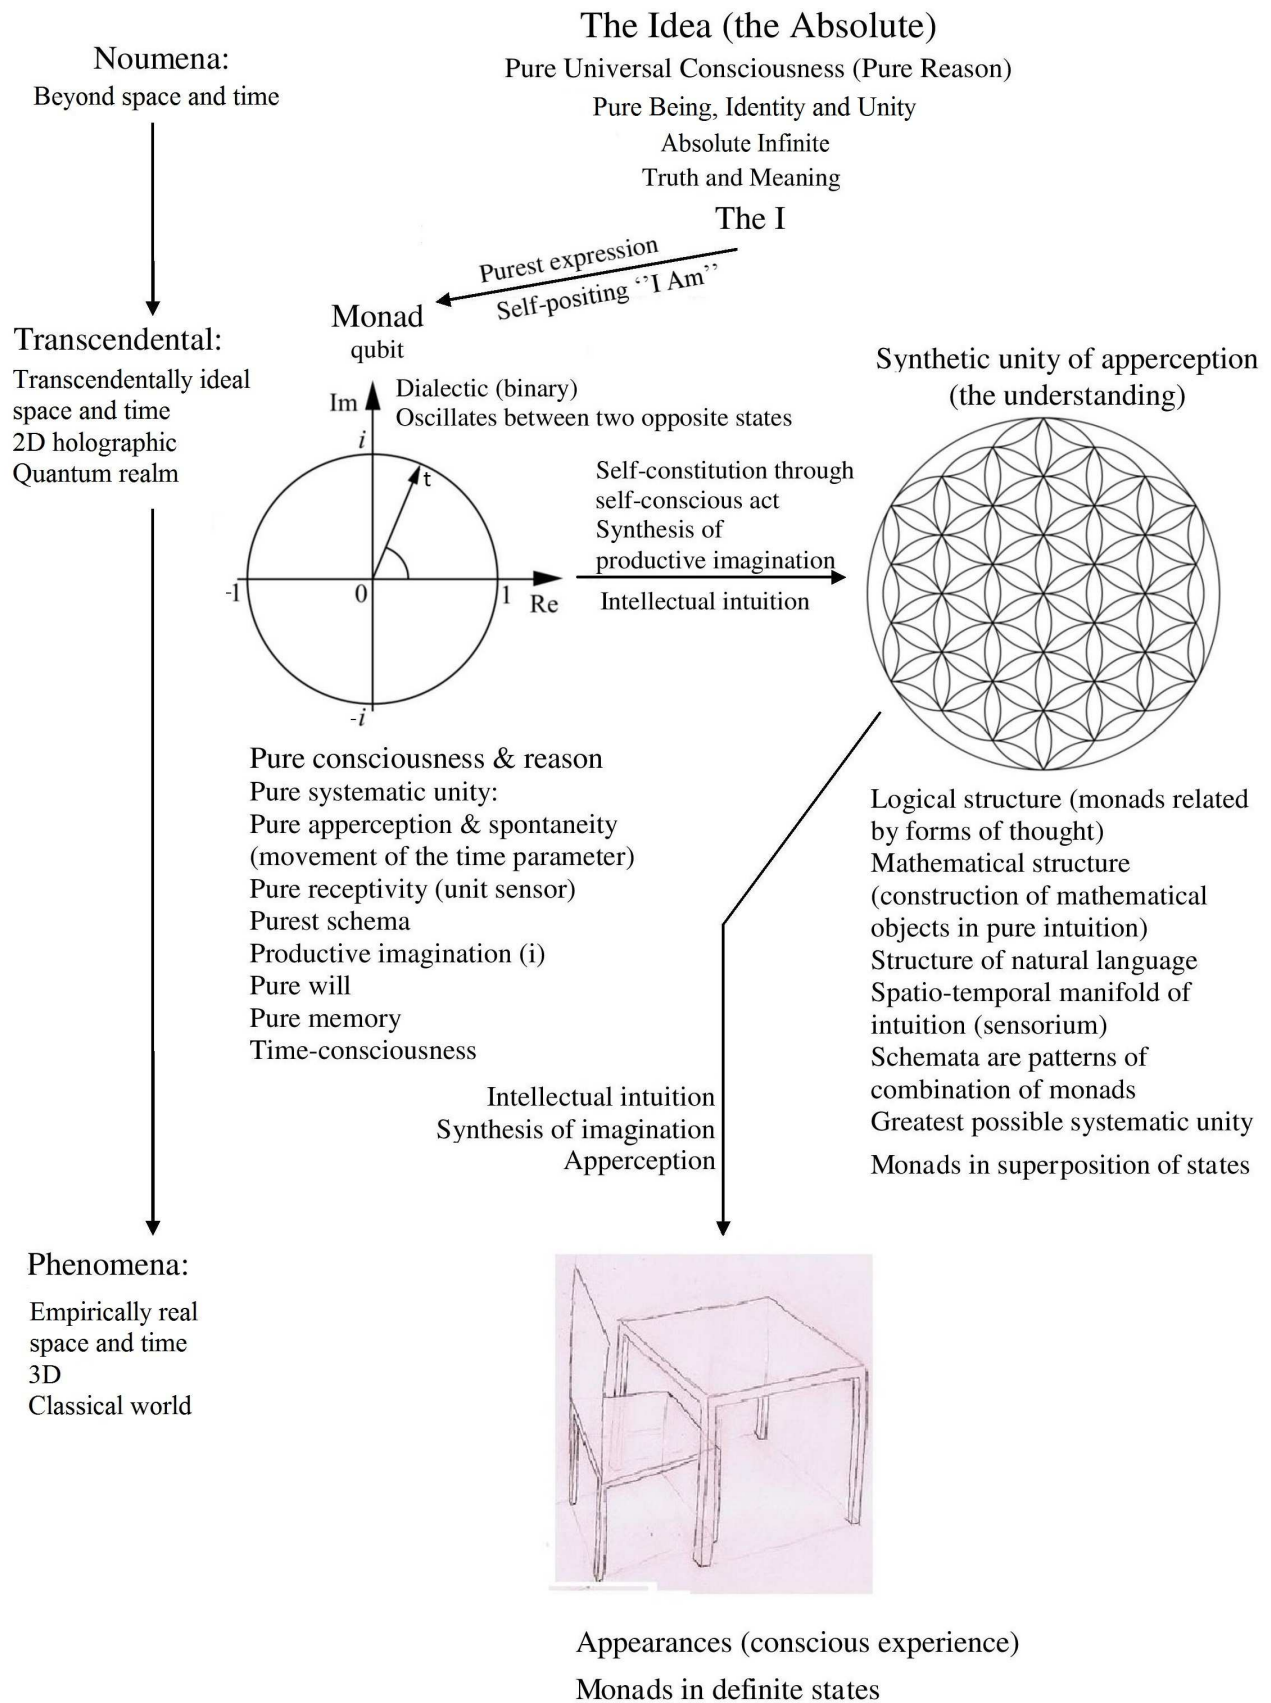 The Idea (the Absolute)
Pure Universal Consciousness (Pure Reason)
Pure Being, Identity and Unity
Absolute Infinite
Truth and Meaning
The I
Noumena:
Beyond space and time
Purest expression
Self-positing ‘’I Am’’
Transcendental:
Transcendentally ideal
space and time
2D holographic
Quantum realm
Monad
qubit
Im
Dialectic (binary)
Oscillates between two opposite states
i
t
-1
0
1
Re
-i
Self-constitution through
self-conscious act
Synthesis of
productive imagination
Intellectual intuition
Synthetic unity of apperception
(the understanding)
Pure consciousness & reason
Pure systematic unity:
Pure apperception & spontaneity
(movement of the time parameter)
Pure receptivity (unit sensor)
Purest schema
Productive imagination (i)
Pure will
Pure memory
Time-consciousness
Logical structure (monads related
by forms of thought)
Mathematical structure
(construction of mathematical
objects in pure intuition)
Structure of natural language
Spatio-temporal manifold of
intuition (sensorium)
Schemata are patterns of
combination of monads
Greatest possible systematic unity
Monads in superposition of states
Intellectual intuition
Synthesis of imagination
Apperception
Phenomena:
Empirically real
space and time
3D
Classical world
Appearances (conscious experience)
Monads in definite states